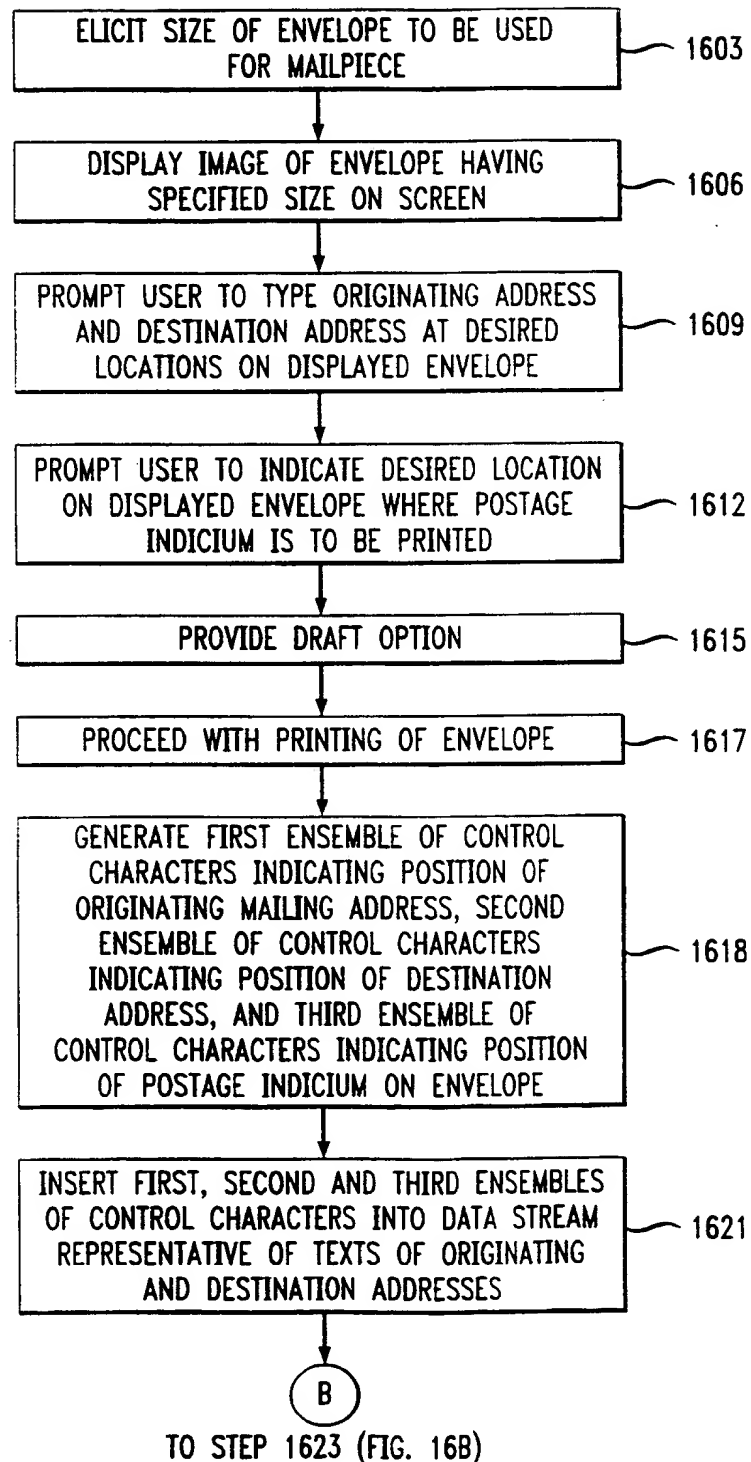 ELICIT SIZE OF ENVELOPE TO BE USED
FOR MAILPIECE
1603
DISPLAY IMAGE OF ENVELOPE HAVING
SPECIFIED SIZE ON SCREEN
1606
PROMPT USER TO TYPE ORIGINATING ADDRESS
AND DESTINATION ADDRESS AT DESIRED
LOCATIONS ON DISPLAYED ENVELOPE
1609
PROMPT USER TO INDICATE DESIRED LOCATION
ON DISPLAYED ENVELOPE WHERE POSTAGE
INDICIUM IS TO BE PRINTED
1612
PROVIDE DRAFT OPTION
1615
PROCEED WITH PRINTING OF ENVELOPE
1617
GENERATE FIRST ENSEMBLE OF CONTROL
CHARACTERS INDICATING POSITION OF
ORIGINATING MAILING ADDRESS, SECOND
ENSEMBLE OF CONTROL CHARACTERS
INDICATING POSITION OF DESTINATION
ADDRESS, AND THIRD ENSEMBLE OF
CONTROL CHARACTERS INDICATING POSITION
OF POSTAGE INDICIUM ON ENVELOPE
1618
INSERT FIRST, SECOND AND THIRD ENSEMBLES
OF CONTROL CHARACTERS INTO DATA STREAM
REPRESENTATIVE OF TEXTS OF ORIGINATING
AND DESTINATION ADDRESSES
1621
B
TO STEP 1623 (FIG. 16B)